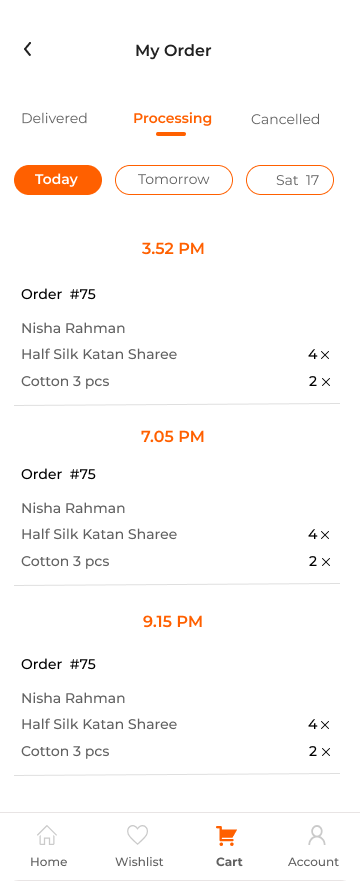 My Order
Delivered Processing Cancelled
Today Tomorrow Sat 17
3.52 PM
Order #75
Nisha Rahman
Half Silk Katan Sharee 4 ×
Cotton 3 pcs 2 ×
7.05 PM
Order #75
Nisha Rahman
Half Silk Katan Sharee 4 ×
Cotton 3 pcs 2 ×
9.15 PM
Order #75
Nisha Rahman
Half Silk Katan Sharee 4 ×
Cotton 3 pcs 2 ×
Home Wishlist Cart Account